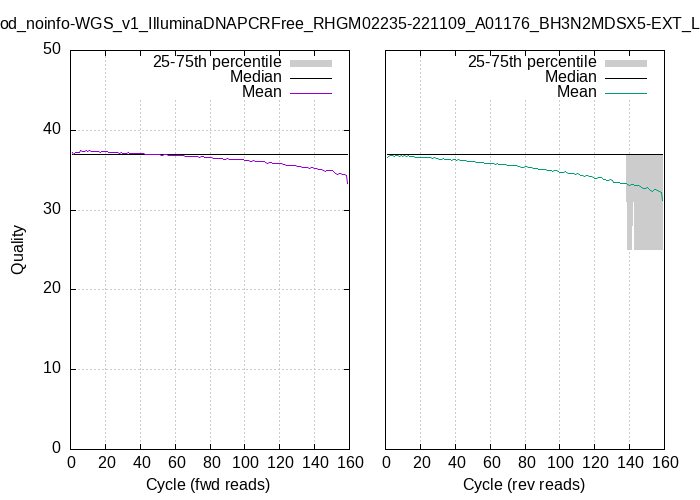 od_noinfo-WGS_v1_IlluminaDNAPCRFree_RHGM02235-221109_A01176_BH3N2MDSX5-EXT_L
50
40
30
20
10
0
Quality
25-75th percentile
Median
Mean
0 20 40 60 80 100 120 140 160
Cycle (fwd reads)
25-75th percentile
Median
Mean
0 20 40 60 80 100 120 140 160
Cycle (rev reads)